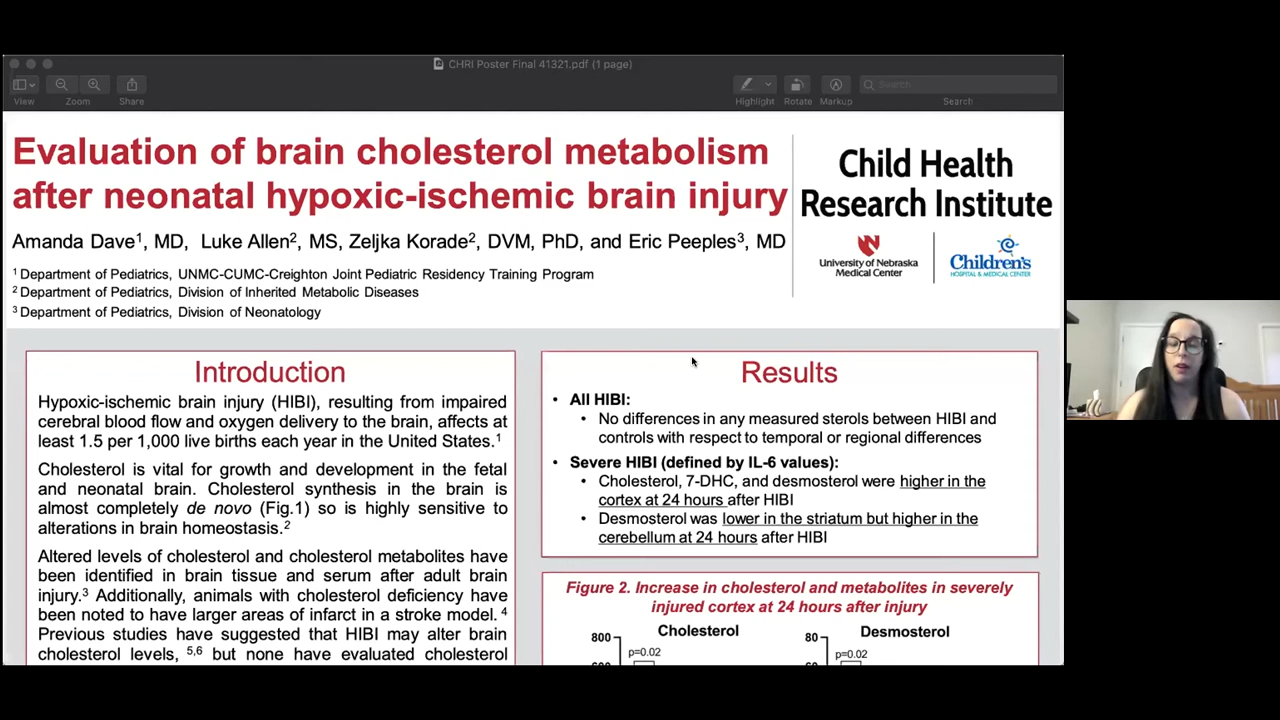 CHRI Poster Final 41321.pdf (1 page)
View
Zoom
Share
Highlight
Rotate
Markup
Search
Search
Evaluation of brain cholesterol metabolism
after neonatal hypoxic-ischemic brain injury
Amanda Dave1, MD, Luke Allen2, MS, Zeljka Korade2, DVM, PhD, and Eric Peeples3, MD
1 Department of Pediatrics, UNMC-CUMC-Creighton Joint Pediatric Residency Training Program
2 Department of Pediatrics, Division of Inherited Metabolic Diseases
3 Department of Pediatrics, Division of Neonatology
Child Health
Research Institute
University of Nebraska
Medical Center
Children's
HOSPITAL & MEDICAL CENTER
Introduction
Hypoxic-ischemic brain injury (HIBI), resulting from impaired
cerebral blood flow and oxygen delivery to the brain, affects at
least 1.5 per 1,000 live births each year in the United States.1
Cholesterol is vital for growth and development in the fetal
and neonatal brain. Cholesterol synthesis in the brain is
almost completely de novo (Fig.1) so is highly sensitive to
alterations in brain homeostasis.2
Altered levels of cholesterol and cholesterol metabolites have
been identified in brain tissue and serum after adult brain
injury.3 Additionally, animals with cholesterol deficiency have
been noted to have larger areas of infarct in a stroke model. 4
Previous studies have suggested that HIBI may alter brain
cholesterol levels, 5,6 but none have evaluated cholesterol
Results
• All HIBI:
• No differences in any measured sterols between HIBI and
controls with respect to temporal or regional differences
• Severe HIBI (defined by IL-6 values):
• Cholesterol, 7-DHC, and desmosterol were higher in the
cortex at 24 hours after HIBI
• Desmosterol was lower in the striatum but higher in the
cerebellum at 24 hours after HIBI
Figure 2. Increase in cholesterol and metabolites in severely
injured cortex at 24 hours after injury
Cholesterol
Desmosterol
800
p=0.02
80
p=0.02